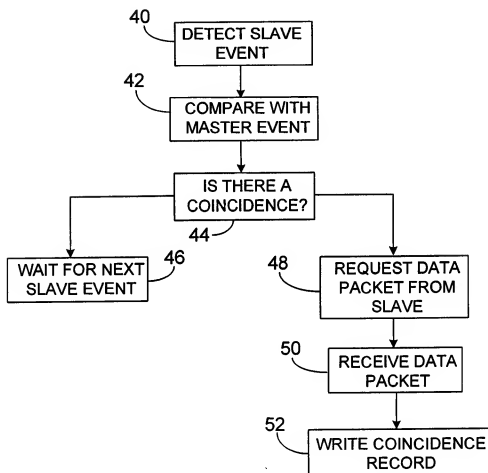 40
DETECT SLAVE
EVENT
42
COMPARE WITH
MASTER EVENT
IS THERE A
COINCIDENCE?
44
WAIT FOR NEXT
SLAVE EVENT
46
48
REQUEST DATA
PACKET FROM
SLAVE
50
RECEIVE DATA
PACKET
52
WRITE COINCIDENCE
RECORD